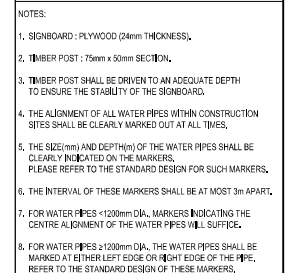 NOTES:
1. SIGNBOARD : PLYWOOD (24mm THICKNESS).
2. TIMBER POST : 75mm x 50mm SECTION.
3. TIMBER POST SHALL BE DRIVEN TO AN ADEQUATE DEPTH
TO ENSURE THE STABILITY OF THE SIGNBOARD.
4. THE ALIGNMENT OF ALL WATER PIPES WITHIN CONSTRUCTION
SITES SHALL BE CLEARLY MARKED OUT AT ALL TIMES.
5. THE SIZE(mm) AND DEPTH(m) OF THE WATER PIPES SHALL BE
CLEARLY INDICATED ON THE MARKERS.
PLEASE REFER TO THE STANDARD DESIGN FOR SUCH MARKERS.
6. THE INTERVAL OF THESE MARKERS SHALL BE AT MOST 3m APART.
7. FOR WATER PIPES <1200mm DIA., MARKERS INDICATING THE
CENTRE ALIGNMENT OF THE WATER PIPES WILL SUFFICE.
8. FOR WATER PIPES ≥1200mm DIA., THE WATER PIPES SHALL BE
MARKED AT EITHER LEFT EDGE OR RIGHT EDGE OF THE PIPE.
REFER TO THE STANDARD DESIGN OF THESE MARKERS.